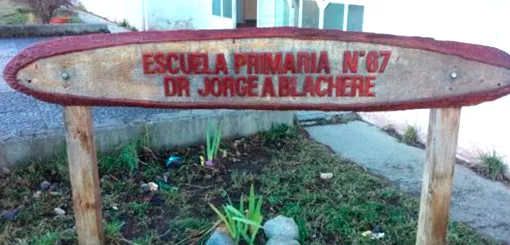 ESCUELA PRIMARIA N° 67
DR JORGE A BLACHERE